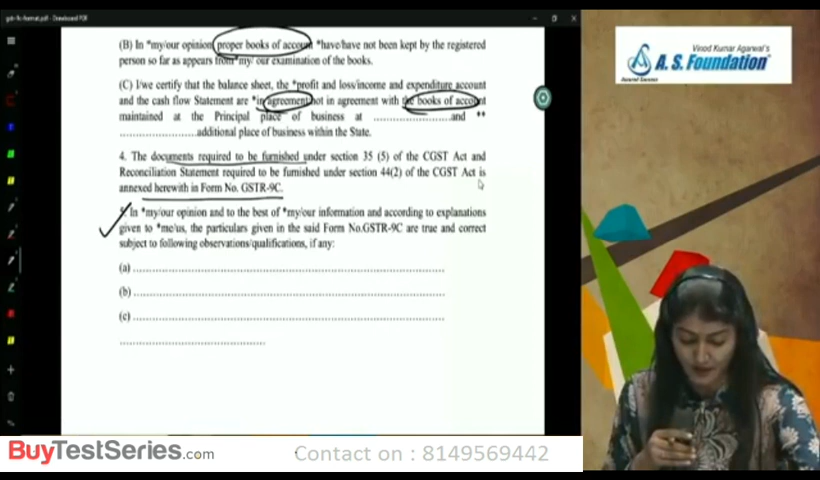 gstr-9c-format.pdf - Drawboard PDF
(B) In *my/our opinion proper books of account *have/have not been kept by the registered
person so far as appears from *my/ our examination of the books.
(C) I/we certify that the balance sheet, the *profit and loss/income and expenditure account
and the cash flow Statement are *in agreement/not in agreement with the books of account
maintained at the Principal place of business at ......................and **
......................additional place of business within the State.
4. The documents required to be furnished under section 35 (5) of the CGST Act and
Reconciliation Statement required to be furnished under section 44(2) of the CGST Act is
annexed herewith in Form No. GSTR-9C.
In *my/our opinion and to the best of *my/our information and according to explanations
given to *me/us, the particulars given in the said Form No.GSTR-9C are true and correct
subject to following observations/qualifications, if any:
(a) ....................................................................................
(b) ....................................................................................
(c) ....................................................................................
.......................................
Vinod Kumar Agarwal's
A. S. Foundation
BuyTestSeries.com
Contact on : 8149569442